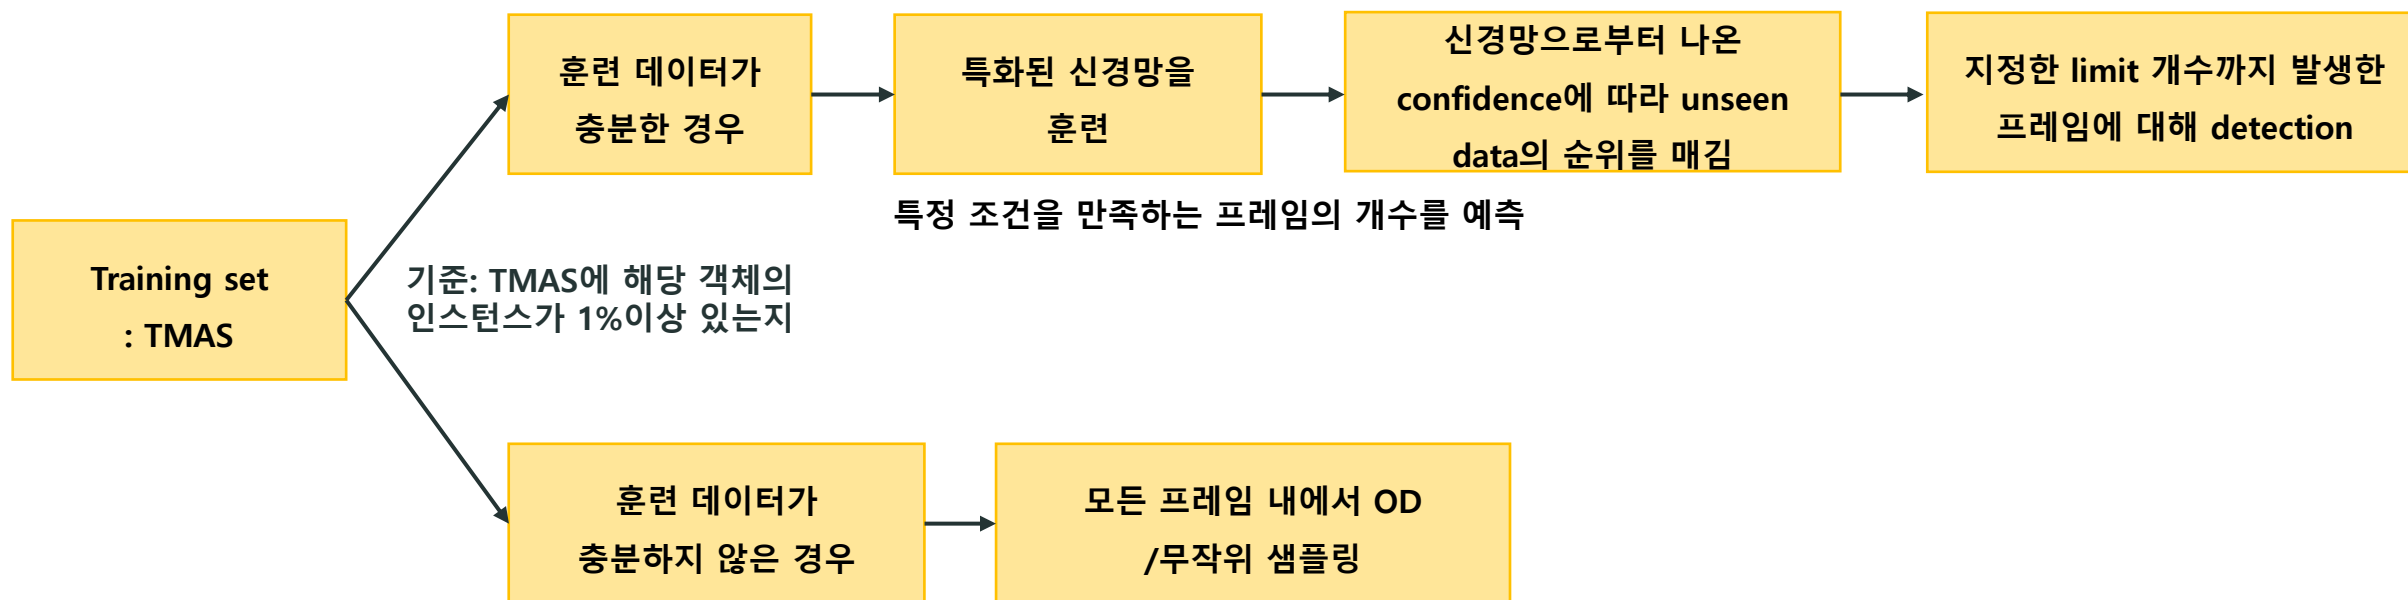 Training set
: TMAS
기준: TMAS에 해당 객체의
인스턴스가 1%이상 있는지
훈련 데이터가
충분한 경우
특화된 신경망을
훈련
신경망으로부터 나온
confidence에 따라 unseen
data의 순위를 매김
지정한 limit 개수까지 발생한
프레임에 대해 detection
특정 조건을 만족하는 프레임의 개수를 예측
훈련 데이터가
충분하지 않은 경우
모든 프레임 내에서 OD
/무작위 샘플링